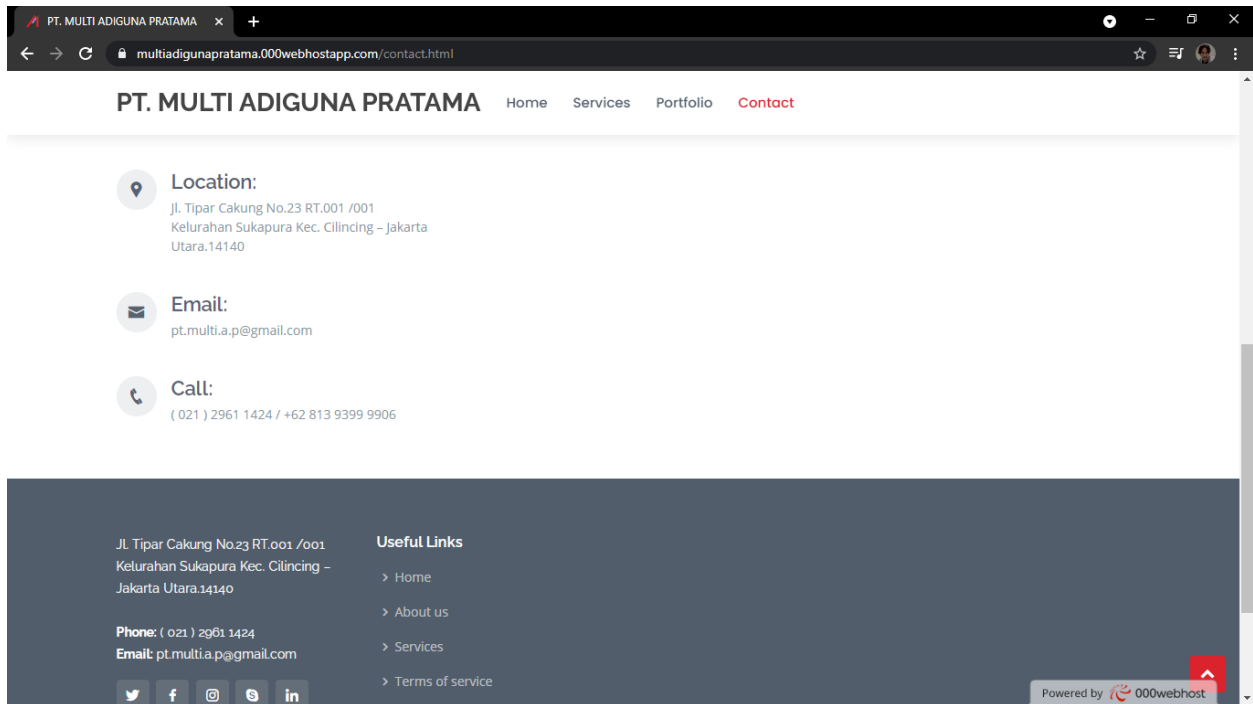 PT. MULTI ADIGUNA PRATAMA
multiadigunapratama.000webhostapp.com/contact.html
PT. MULTI ADIGUNA PRATAMA Home Services Portfolio Contact
Location:
Jl. Tipar Cakung No.23 RT.001 /001
Kelurahan Sukapura Kec. Cilincing – Jakarta
Utara.14140
Email:
pt.multi.a.p@gmail.com
Call:
( 021 ) 2961 1424 / +62 813 9399 9906
Jl. Tipar Cakung No.23 RT.001 /001
Kelurahan Sukapura Kec. Cilincing –
Jakarta Utara.14140
Phone: ( 021 ) 2961 1424
Email: pt.multi.a.p@gmail.com
Useful Links
Home
About us
Services
Terms of service
Powered by 000webhost